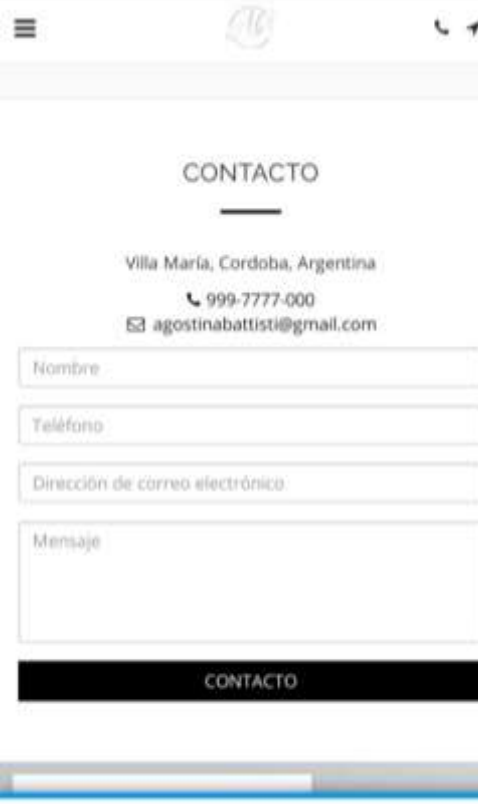 CONTACTO
Villa María, Cordoba, Argentina
999-7777-000
agostinabattisti@gmail.com
Nombre
Teléfono
Dirección de correo electrónico
Mensaje
CONTACTO